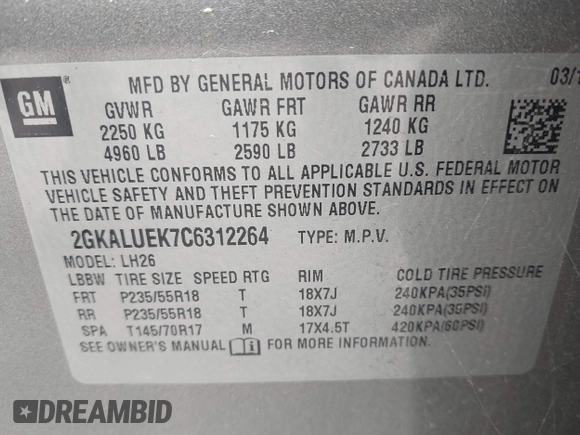 MFD BY GENERAL MOTORS OF CANADA LTD. 03/1
GM
GVWR GAWR FRT GAWR RR
2250 KG 1175 KG 1240 KG
4960 LB 2590 LB 2733 LB
THIS VEHICLE CONFORMS TO ALL APPLICABLE U.S. FEDERAL MOTOR
VEHICLE SAFETY AND THEFT PREVENTION STANDARDS IN EFFECT ON
THE DATE OF MANUFACTURE SHOWN ABOVE.
2GKALUEK7C6312264 TYPE: M.P.V.
MODEL: LH26
LBBW TIRE SIZE SPEED RTG RIM COLD TIRE PRESSURE
FRT P235/55R18 T 18X7J 240KPA(35PSI)
RR P235/55R18 T 18X7J 240KPA(35PSI)
SPA T145/70R17 M 17X4.5T 420KPA(60PSI)
SEE OWNER'S MANUAL FOR MORE INFORMATION.
DREAMBID